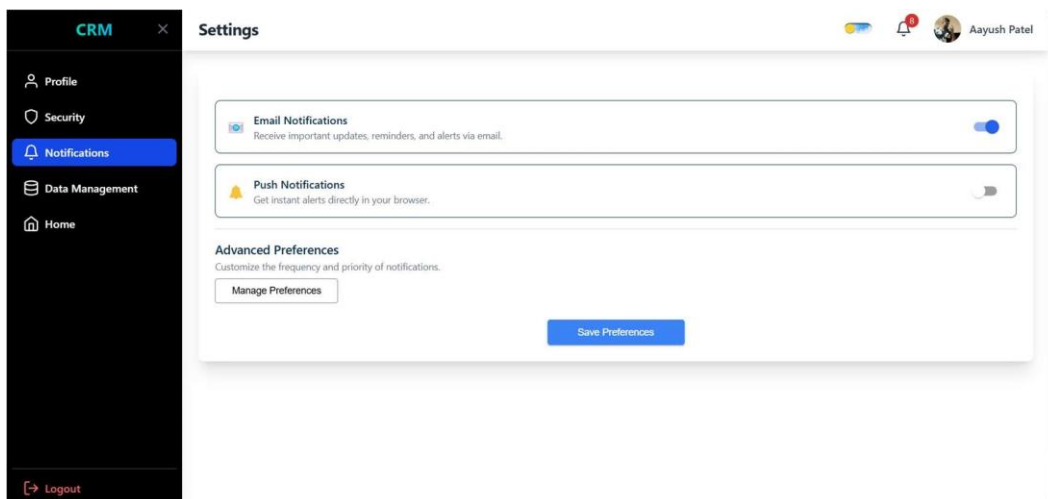 CRM
Settings
8
Aayush Patel
Profile
Security
Notifications
Data Management
Home
Logout
Email Notifications
Receive important updates, reminders, and alerts via email.
Push Notifications
Get instant alerts directly in your browser.
Advanced Preferences
Customize the frequency and priority of notifications.
Manage Preferences
Save Preferences